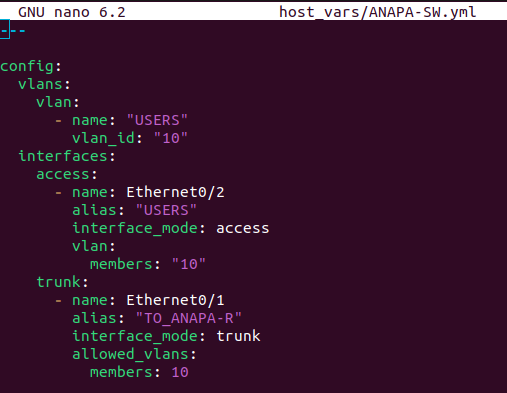 GNU nano 6.2 host_vars/ANAPA-SW.yml
---
config:
  vlans:
    vlan:
      - name: "USERS"
        vlan_id: "10"
  interfaces:
    access:
      - name: Ethernet0/2
        alias: "USERS"
        interface_mode: access
        vlan:
          members: "10"
    trunk:
      - name: Ethernet0/1
        alias: "TO_ANAPA-R"
        interface_mode: trunk
        allowed_vlans:
          members: 10